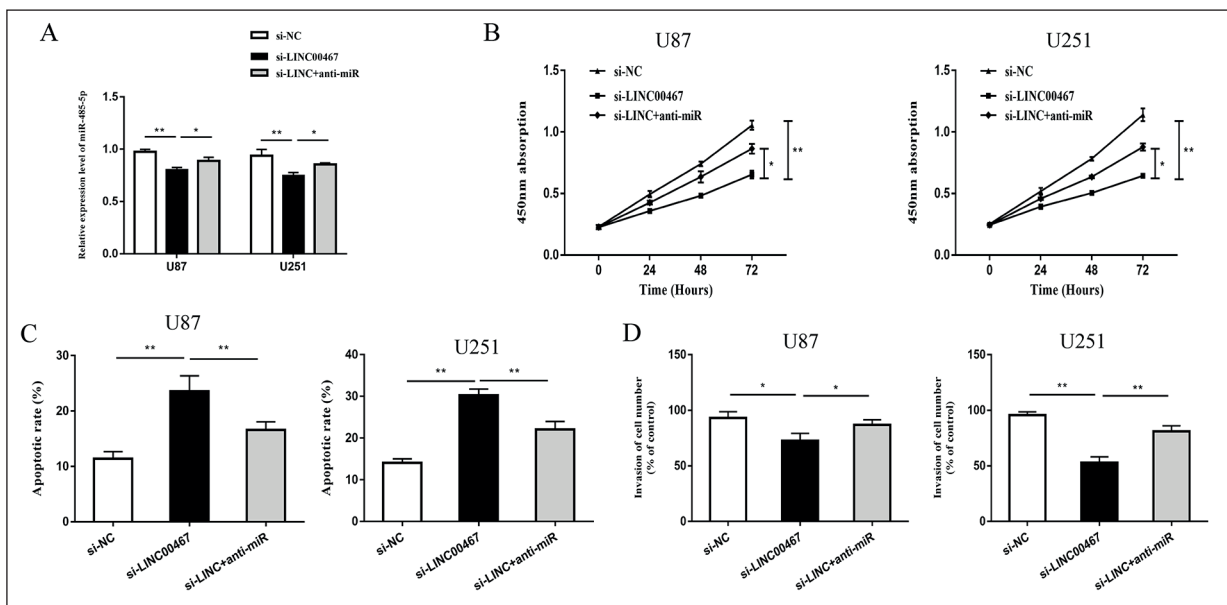 A
si-NC
si-LINC00467
si-LINC+anti-miR
Relative expression level of miR-485-5p
1.5
1.0
0.5
0.0
** * ** *
U87 U251
B
U87
si-NC
si-LINC00467
si-LINC+anti-miR
450nm absorption
1.5
1.0
0.5
0.0
* **
0 24 48 72
Time (Hours)
U251
si-NC
si-LINC00467
si-LINC+anti-miR
450nm absorption
1.5
1.0
0.5
0.0
* **
0 24 48 72
Time (Hours)
C
U87
Apoptotic rate (%)
30
20
10
0
** **
si-NC si-LINC00467 si-LINC+anti-miR
U251
Apoptotic rate (%)
40
30
20
10
0
** **
si-NC si-LINC00467 si-LINC+anti-miR
D
U87
Invasion of cell number
(% of control)
150
100
50
0
* *
si-NC si-LINC00467 si-LINC+anti-miR
U251
Invasion of cell number
(% of control)
150
100
50
0
** **
si-NC si-LINC00467 si-LINC+anti-miR